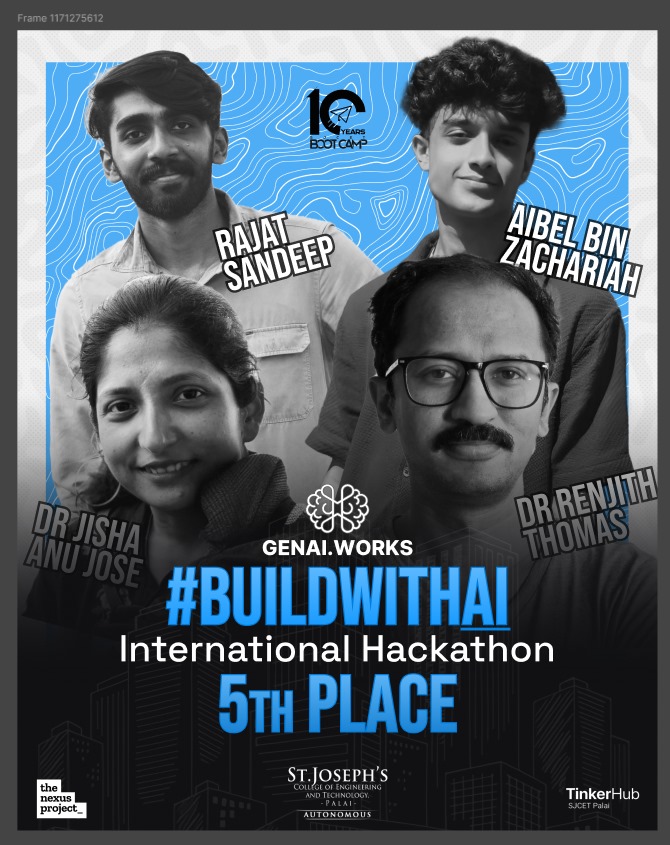 Frame 1171275612
10
YEARS
BOOTCAMP
RAJAT
SANDEEP
AIBEL BIN
ZACHARIAH
DR JISHA
ANU JOSE
DR RENJITH
THOMAS
GENAI.WORKS
#BUILDWITHAI
International Hackathon
5TH PLACE
the
nexus
project_
ST.JOSEPH'S
COLLEGE OF ENGINEERING
AND TECHNOLOGY,
- PALAI -
AUTONOMOUS
TinkerHub
SJCET Palai